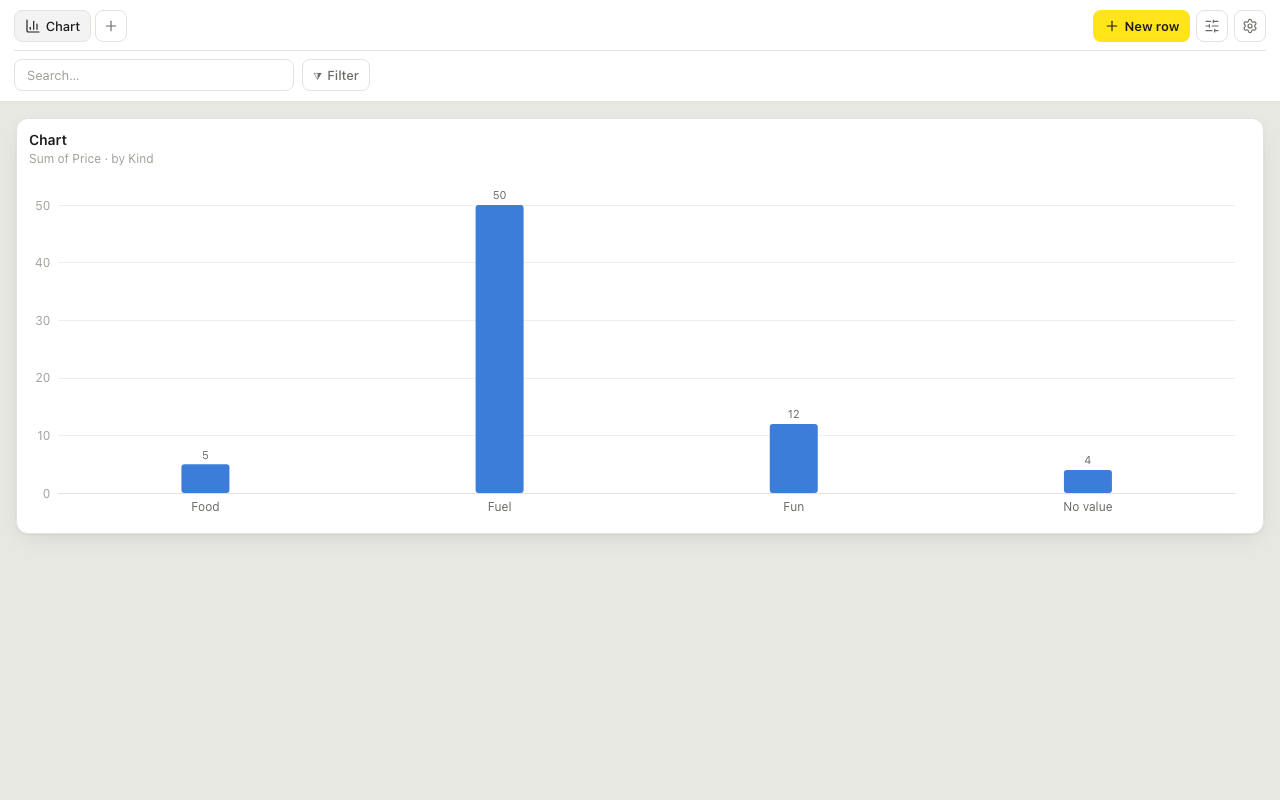 Chart
New row
Search...
Filter
Chart
Sum of Price · by Kind
50
40
30
20
10
0
5
50
12
4
Food
Fuel
Fun
No value